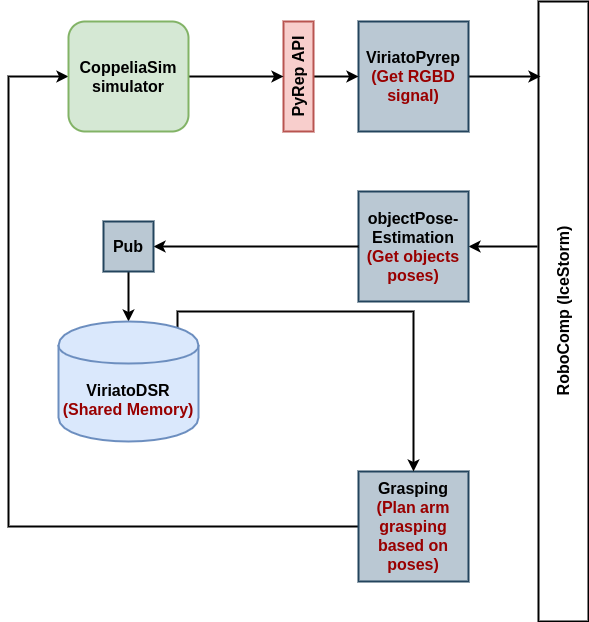 CoppeliaSim
simulator
PyRep API
ViriatoPyrep
(Get RGBD
signal)
objectPose-
Estimation
(Get objects
poses)
Pub
RoboComp (IceStorm)
ViriatoDSR
(Shared Memory)
Grasping
(Plan arm
grasping
based on
poses)